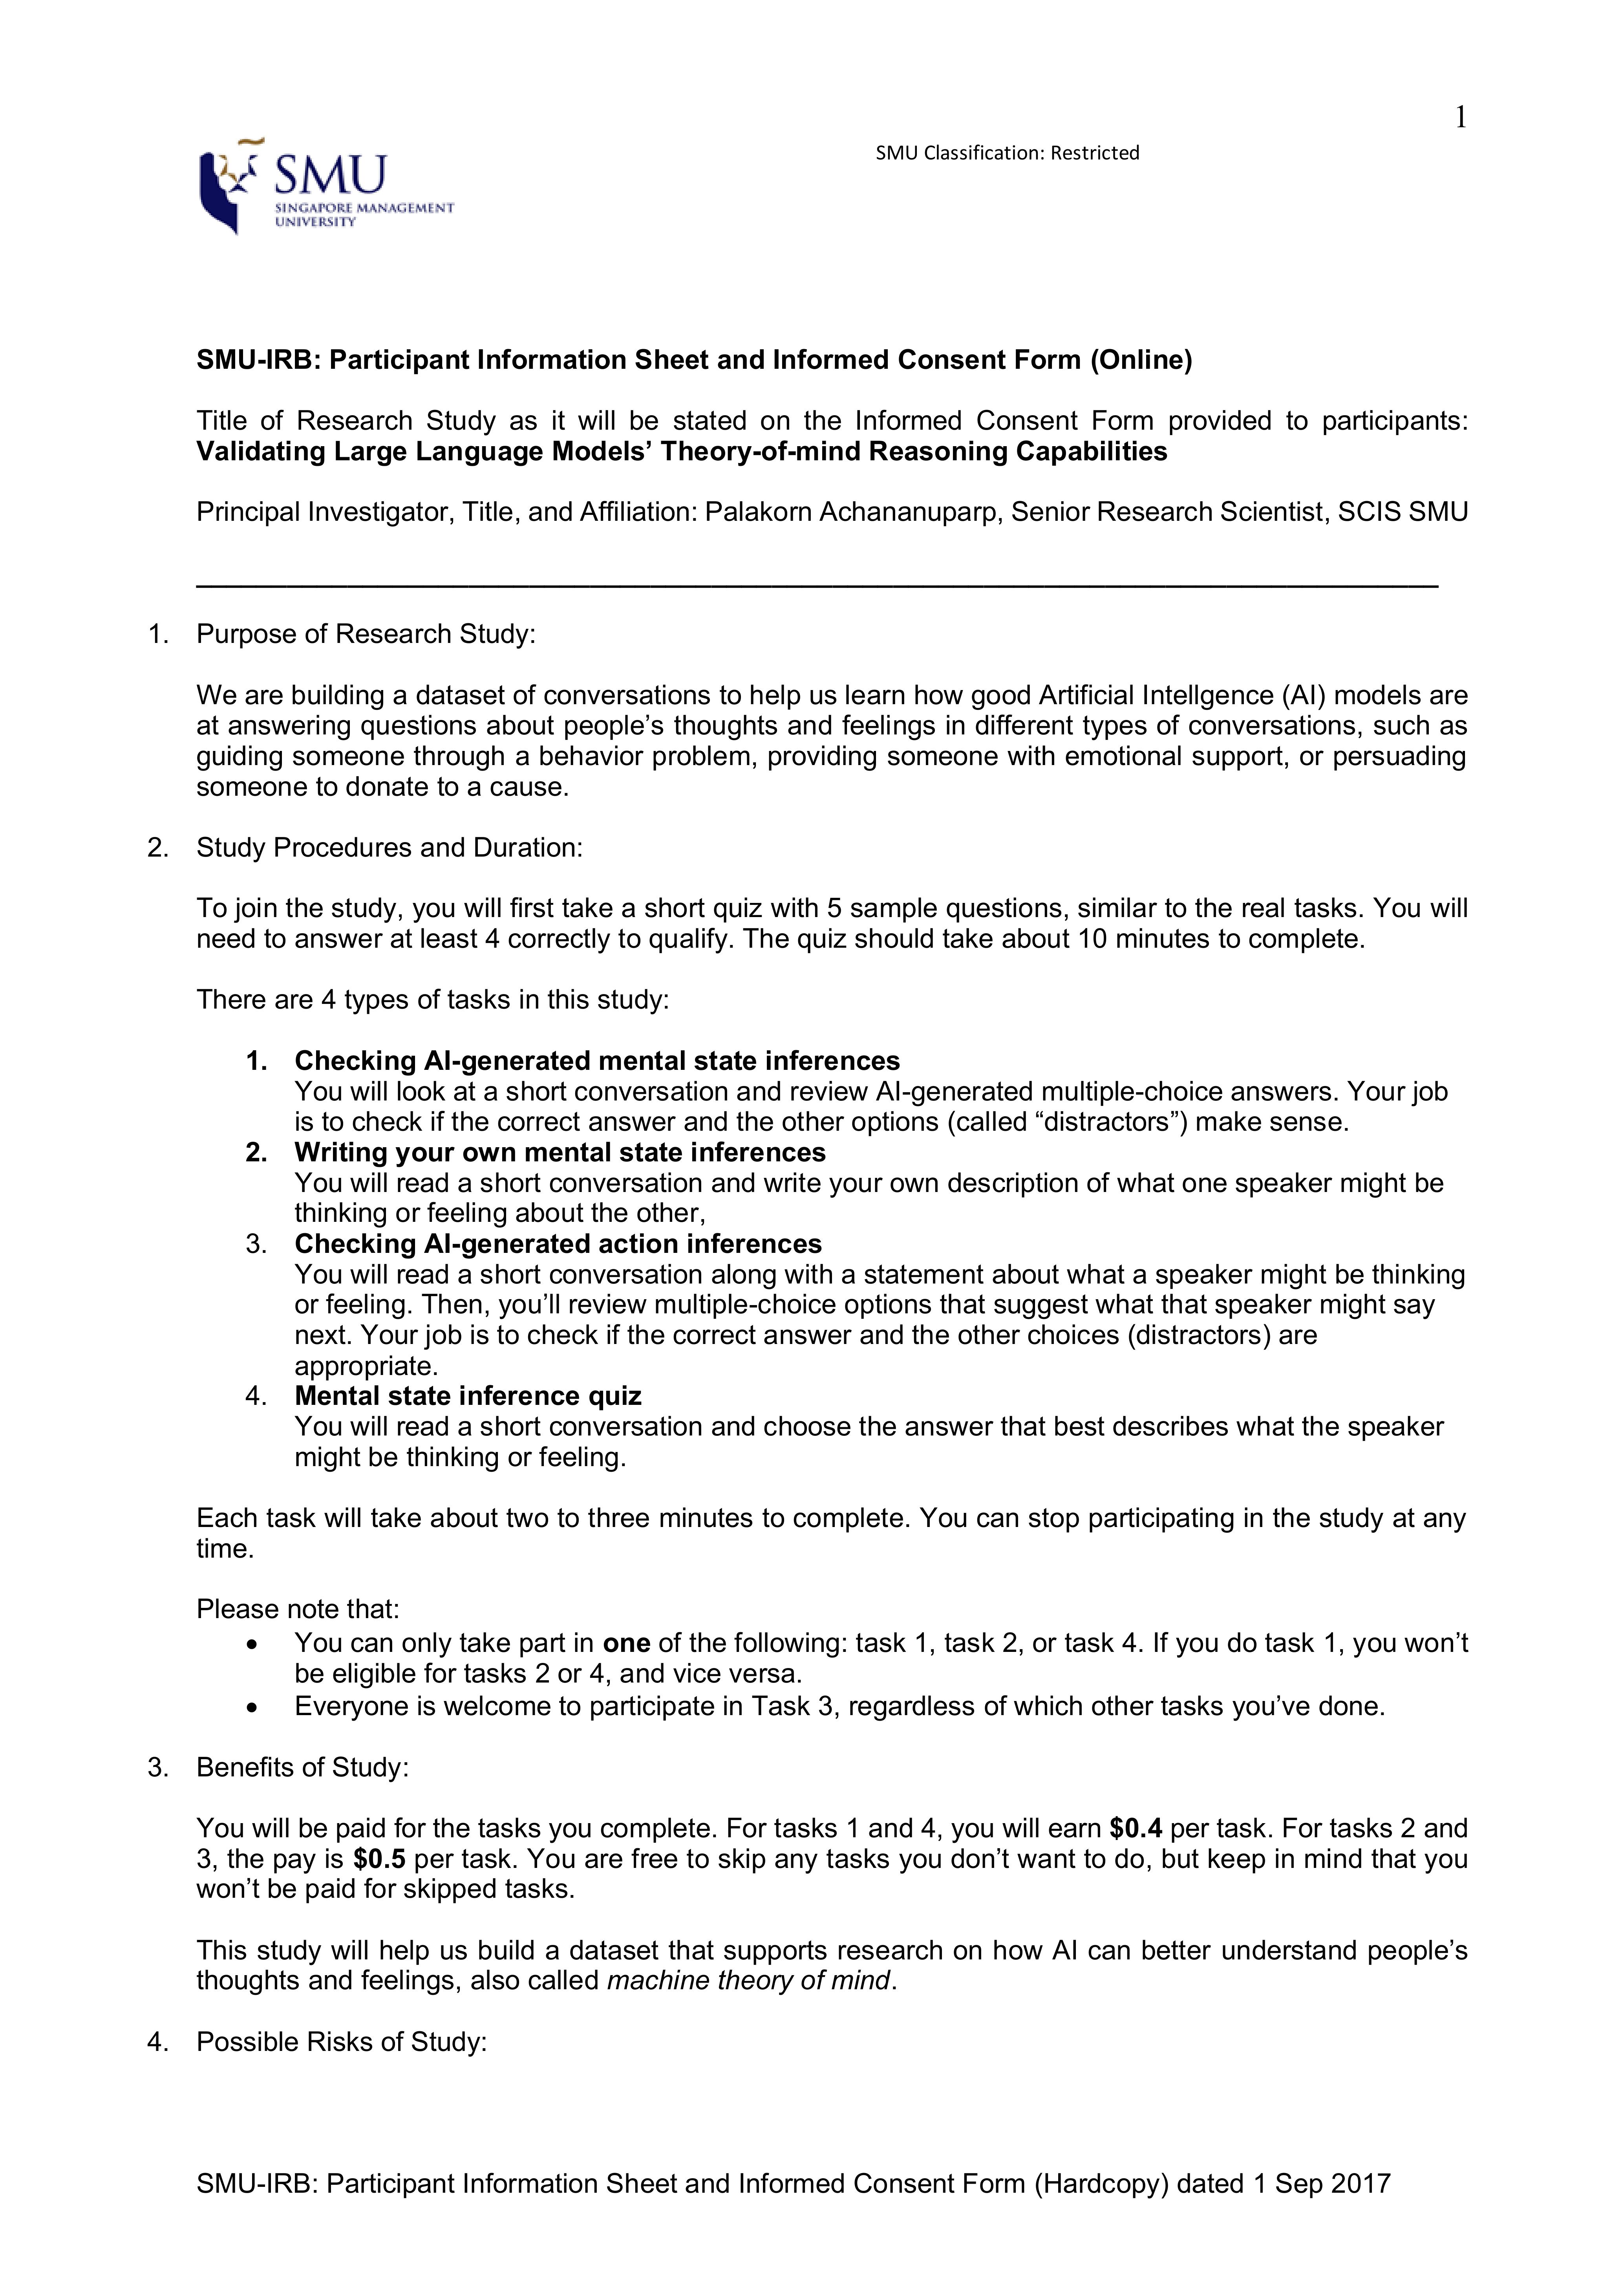 1
SMU Classification: Restricted
SMU
SINGAPORE MANAGEMENT
UNIVERSITY
SMU-IRB: Participant Information Sheet and Informed Consent Form (Online)
Title of Research Study as it will be stated on the Informed Consent Form provided to participants:
Validating Large Language Models’ Theory-of-mind Reasoning Capabilities
Principal Investigator, Title, and Affiliation: Palakorn Achananuparp, Senior Research Scientist, SCIS SMU
1. Purpose of Research Study:
We are building a dataset of conversations to help us learn how good Artificial Intellgence (AI) models are
at answering questions about people’s thoughts and feelings in different types of conversations, such as
guiding someone through a behavior problem, providing someone with emotional support, or persuading
someone to donate to a cause.
2. Study Procedures and Duration:
To join the study, you will first take a short quiz with 5 sample questions, similar to the real tasks. You will
need to answer at least 4 correctly to qualify. The quiz should take about 10 minutes to complete.
There are 4 types of tasks in this study:
1. Checking AI-generated mental state inferences
You will look at a short conversation and review AI-generated multiple-choice answers. Your job
is to check if the correct answer and the other options (called “distractors”) make sense.
2. Writing your own mental state inferences
You will read a short conversation and write your own description of what one speaker might be
thinking or feeling about the other,
3. Checking AI-generated action inferences
You will read a short conversation along with a statement about what a speaker might be thinking
or feeling. Then, you’ll review multiple-choice options that suggest what that speaker might say
next. Your job is to check if the correct answer and the other choices (distractors) are
appropriate.
4. Mental state inference quiz
You will read a short conversation and choose the answer that best describes what the speaker
might be thinking or feeling.
Each task will take about two to three minutes to complete. You can stop participating in the study at any
time.
Please note that:
• You can only take part in one of the following: task 1, task 2, or task 4. If you do task 1, you won’t
be eligible for tasks 2 or 4, and vice versa.
• Everyone is welcome to participate in Task 3, regardless of which other tasks you’ve done.
3. Benefits of Study:
You will be paid for the tasks you complete. For tasks 1 and 4, you will earn $0.4 per task. For tasks 2 and
3, the pay is $0.5 per task. You are free to skip any tasks you don’t want to do, but keep in mind that you
won’t be paid for skipped tasks.
This study will help us build a dataset that supports research on how AI can better understand people’s
thoughts and feelings, also called machine theory of mind.
4. Possible Risks of Study:
SMU-IRB: Participant Information Sheet and Informed Consent Form (Hardcopy) dated 1 Sep 2017